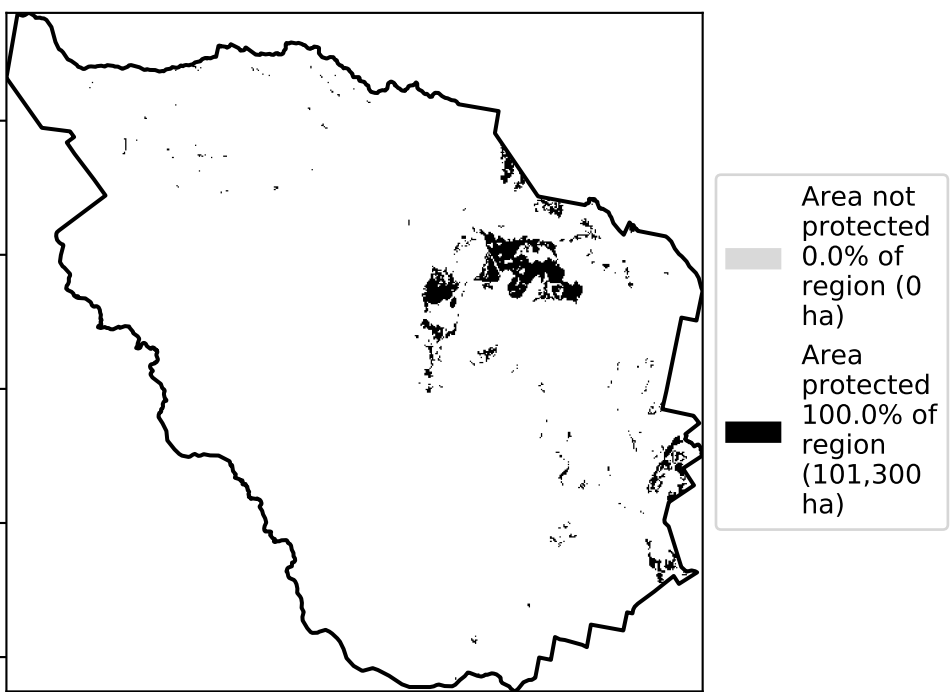 Area not
protected
0.0% of
region (0
ha)
Area
protected
100.0% of
region
(101,300
ha)